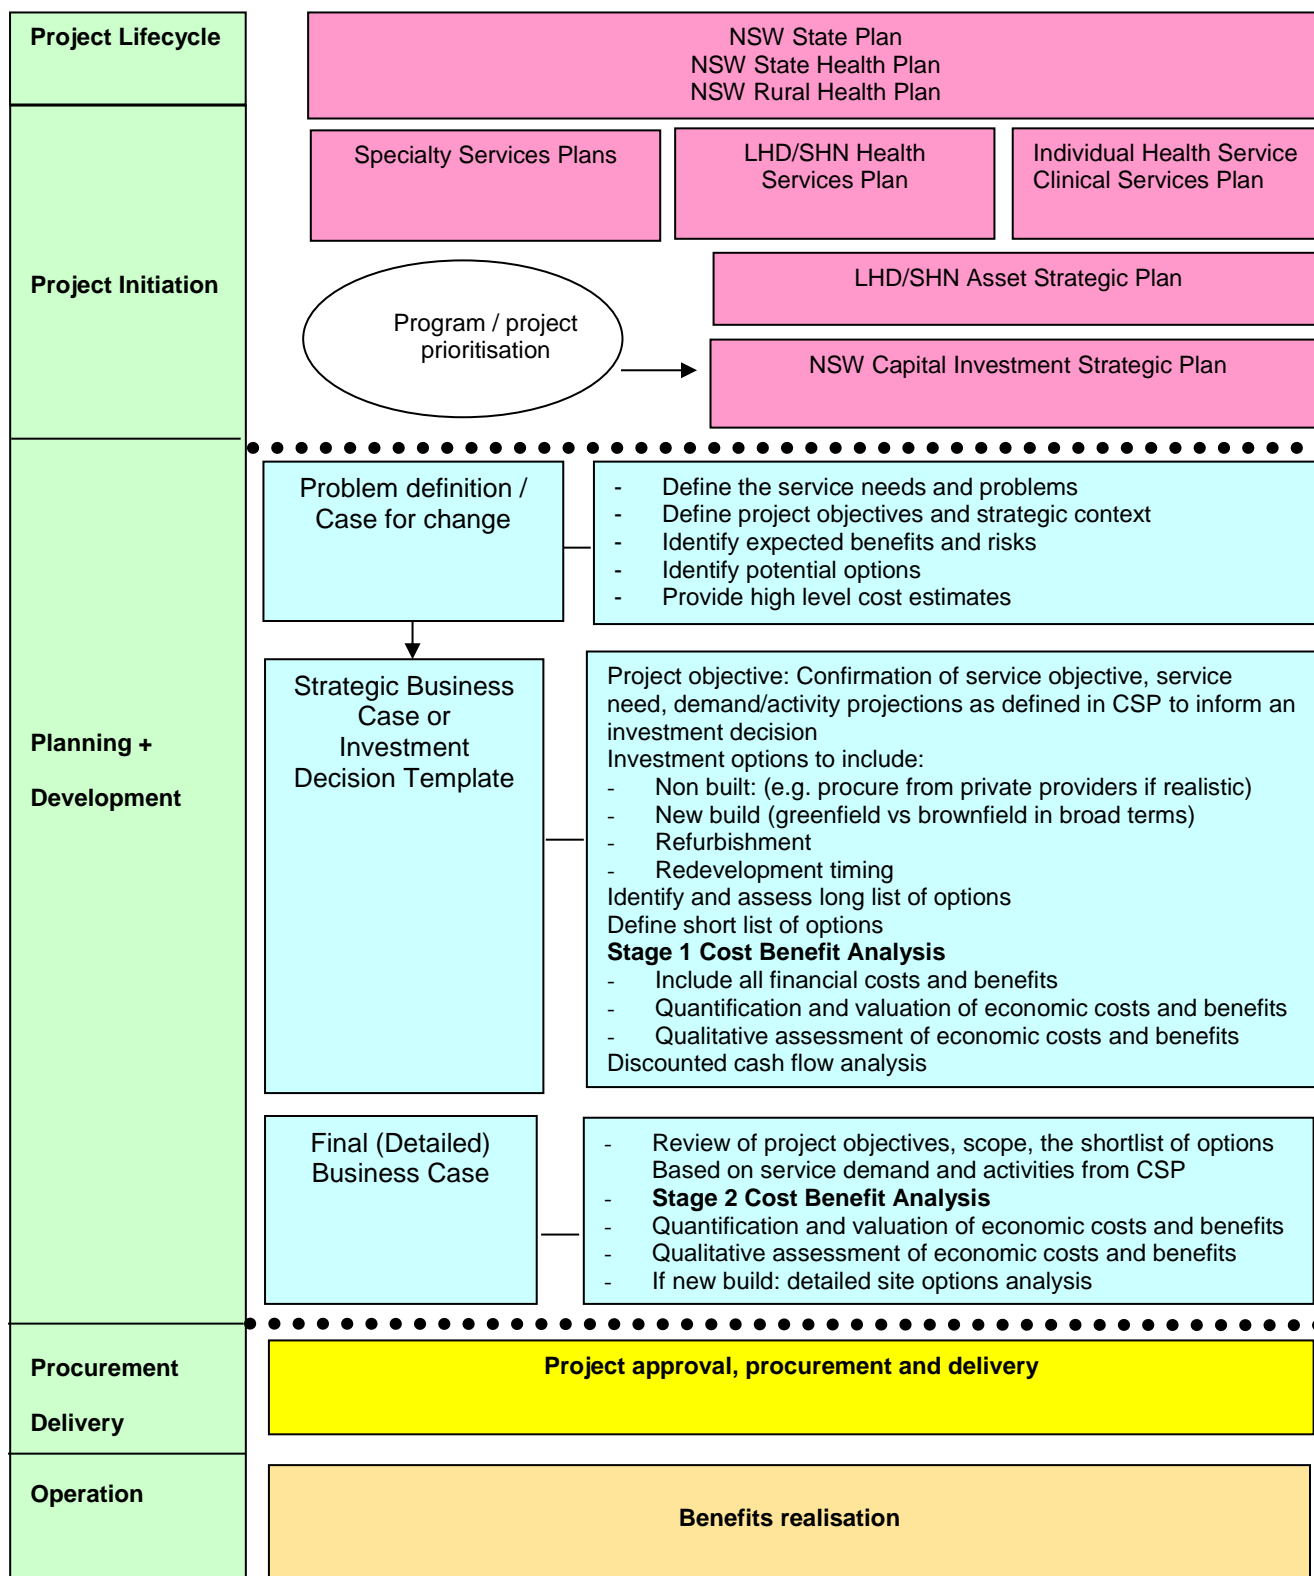 Project Lifecycle
NSW State Plan
NSW State Health Plan
NSW Rural Health Plan
Project Initiation
Specialty Services Plans
LHD/SHN Health
Services Plan
Individual Health Service
Clinical Services Plan
LHD/SHN Asset Strategic Plan
Program / project
prioritisation
NSW Capital Investment Strategic Plan
Planning +
Development
Problem definition /
Case for change
- Define the service needs and problems
- Define project objectives and strategic context
- Identify expected benefits and risks
- Identify potential options
- Provide high level cost estimates
Strategic Business
Case or
Investment
Decision Template
Project objective: Confirmation of service objective, service
need, demand/activity projections as defined in CSP to inform an
investment decision
Investment options to include:
- Non built: (e.g. procure from private providers if realistic)
- New build (greenfield vs brownfield in broad terms)
- Refurbishment
- Redevelopment timing
Identify and assess long list of options
Define short list of options
Stage 1 Cost Benefit Analysis
- Include all financial costs and benefits
- Quantification and valuation of economic costs and benefits
- Qualitative assessment of economic costs and benefits
Discounted cash flow analysis
Final (Detailed)
Business Case
- Review of project objectives, scope, the shortlist of options
Based on service demand and activities from CSP
- Stage 2 Cost Benefit Analysis
- Quantification and valuation of economic costs and benefits
- Qualitative assessment of economic costs and benefits
- If new build: detailed site options analysis
Procurement
Delivery
Project approval, procurement and delivery
Operation
Benefits realisation